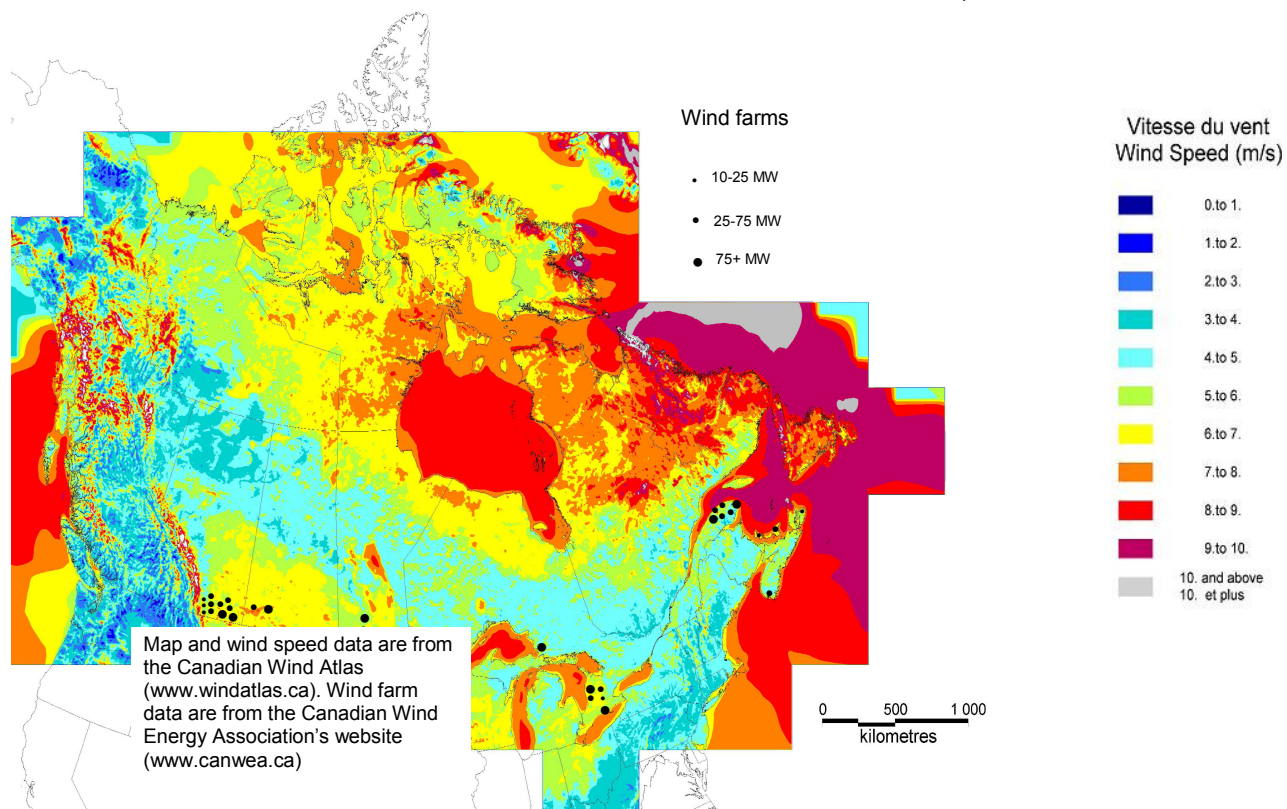 Wind farms
10-25 MW
25-75 MW
75+ MW
Vitesse du vent
Wind Speed (m/s)
0.to 1.
1.to 2.
2.to 3.
3.to 4.
4.to 5.
5.to 6.
6.to 7.
7.to 8.
8.to 9.
9.to 10.
10. and above
10. et plus
Map and wind speed data are from
the Canadian Wind Atlas
(www.windatlas.ca). Wind farm
data are from the Canadian Wind
Energy Association's website
(www.canwea.ca)
0 500 1 000
kilometres